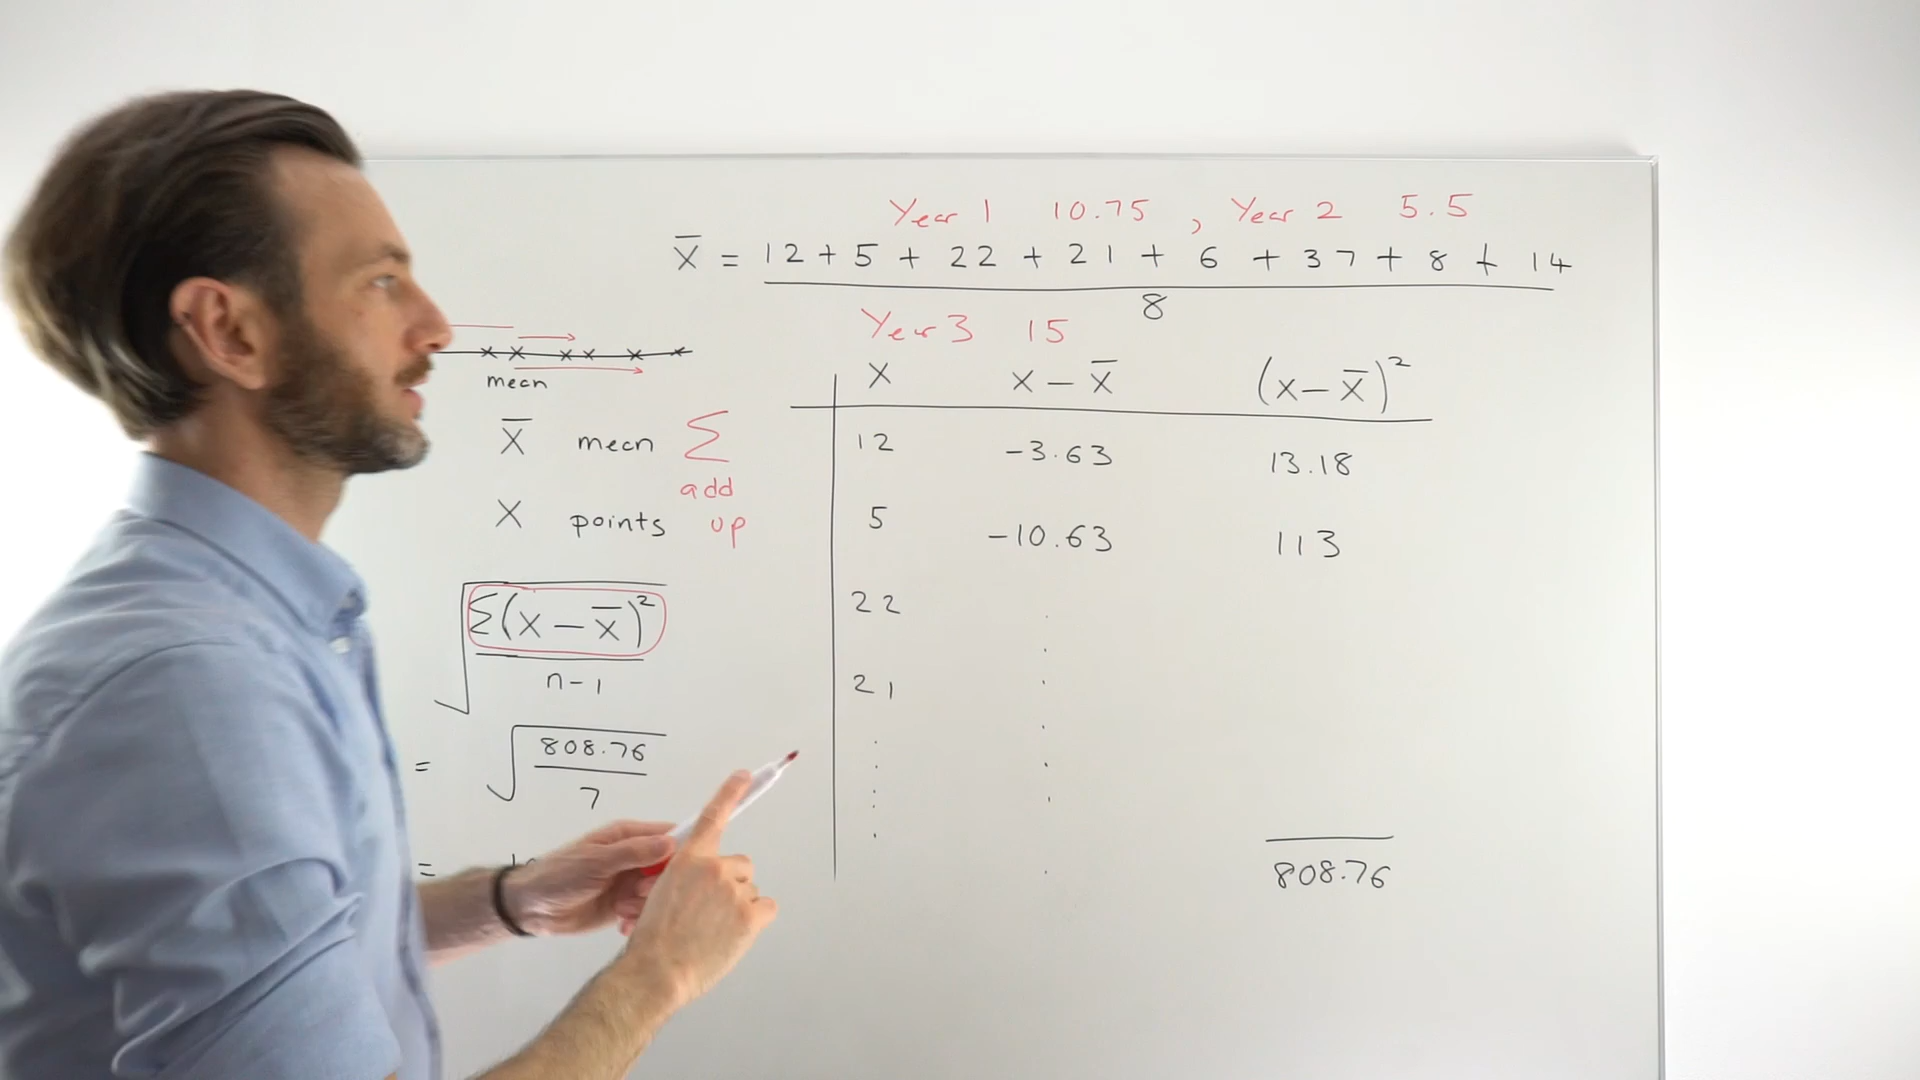 Year 1 10.75 , Year 2 5.5
x̄ = 12 + 5 + 22 + 21 + 6 + 37 + 8 + 14
8
Year 3 15
mean
x̄ mean Σ
add
x points up
√ Σ(x − x̄)²
n - 1
= √ 808.76
7
=
x x − x̄ (x − x̄)²
12 -3.63 13.18
5 -10.63 113
22
21
808.76